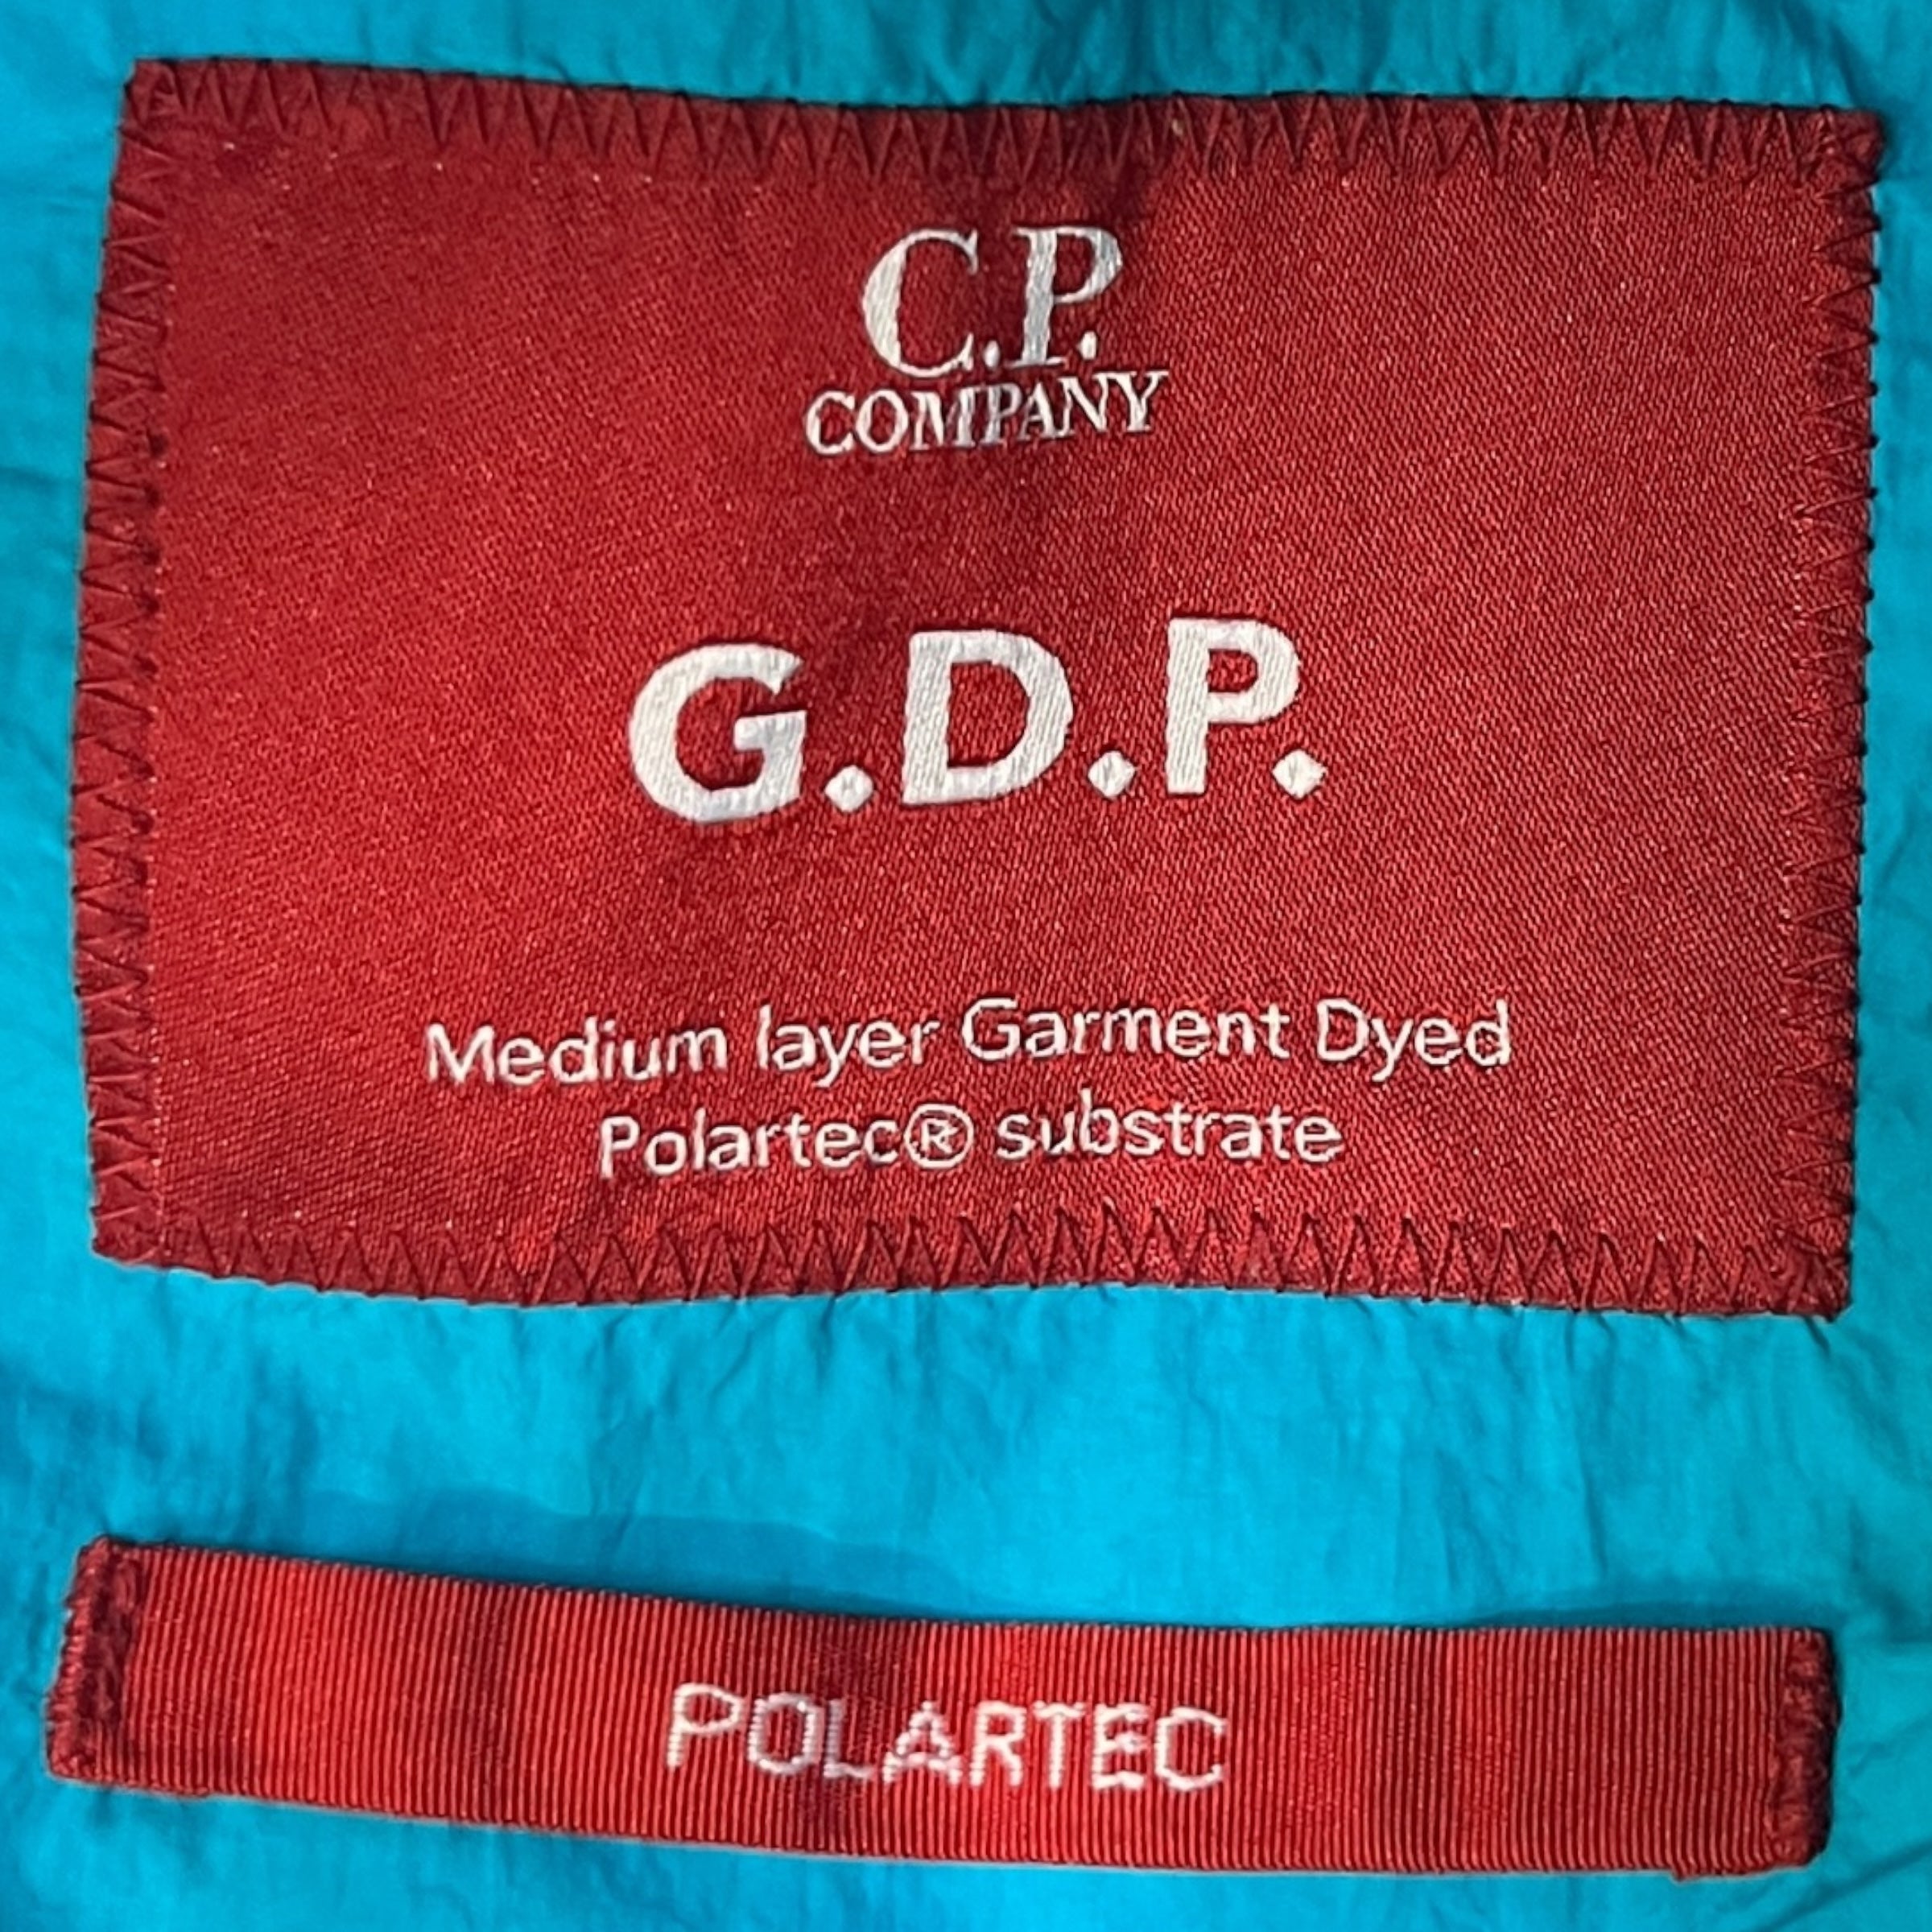 C.P.
COMPANY
G.D.P.
Medium layer Garment Dyed
Polartec® substrate
POLARTEC